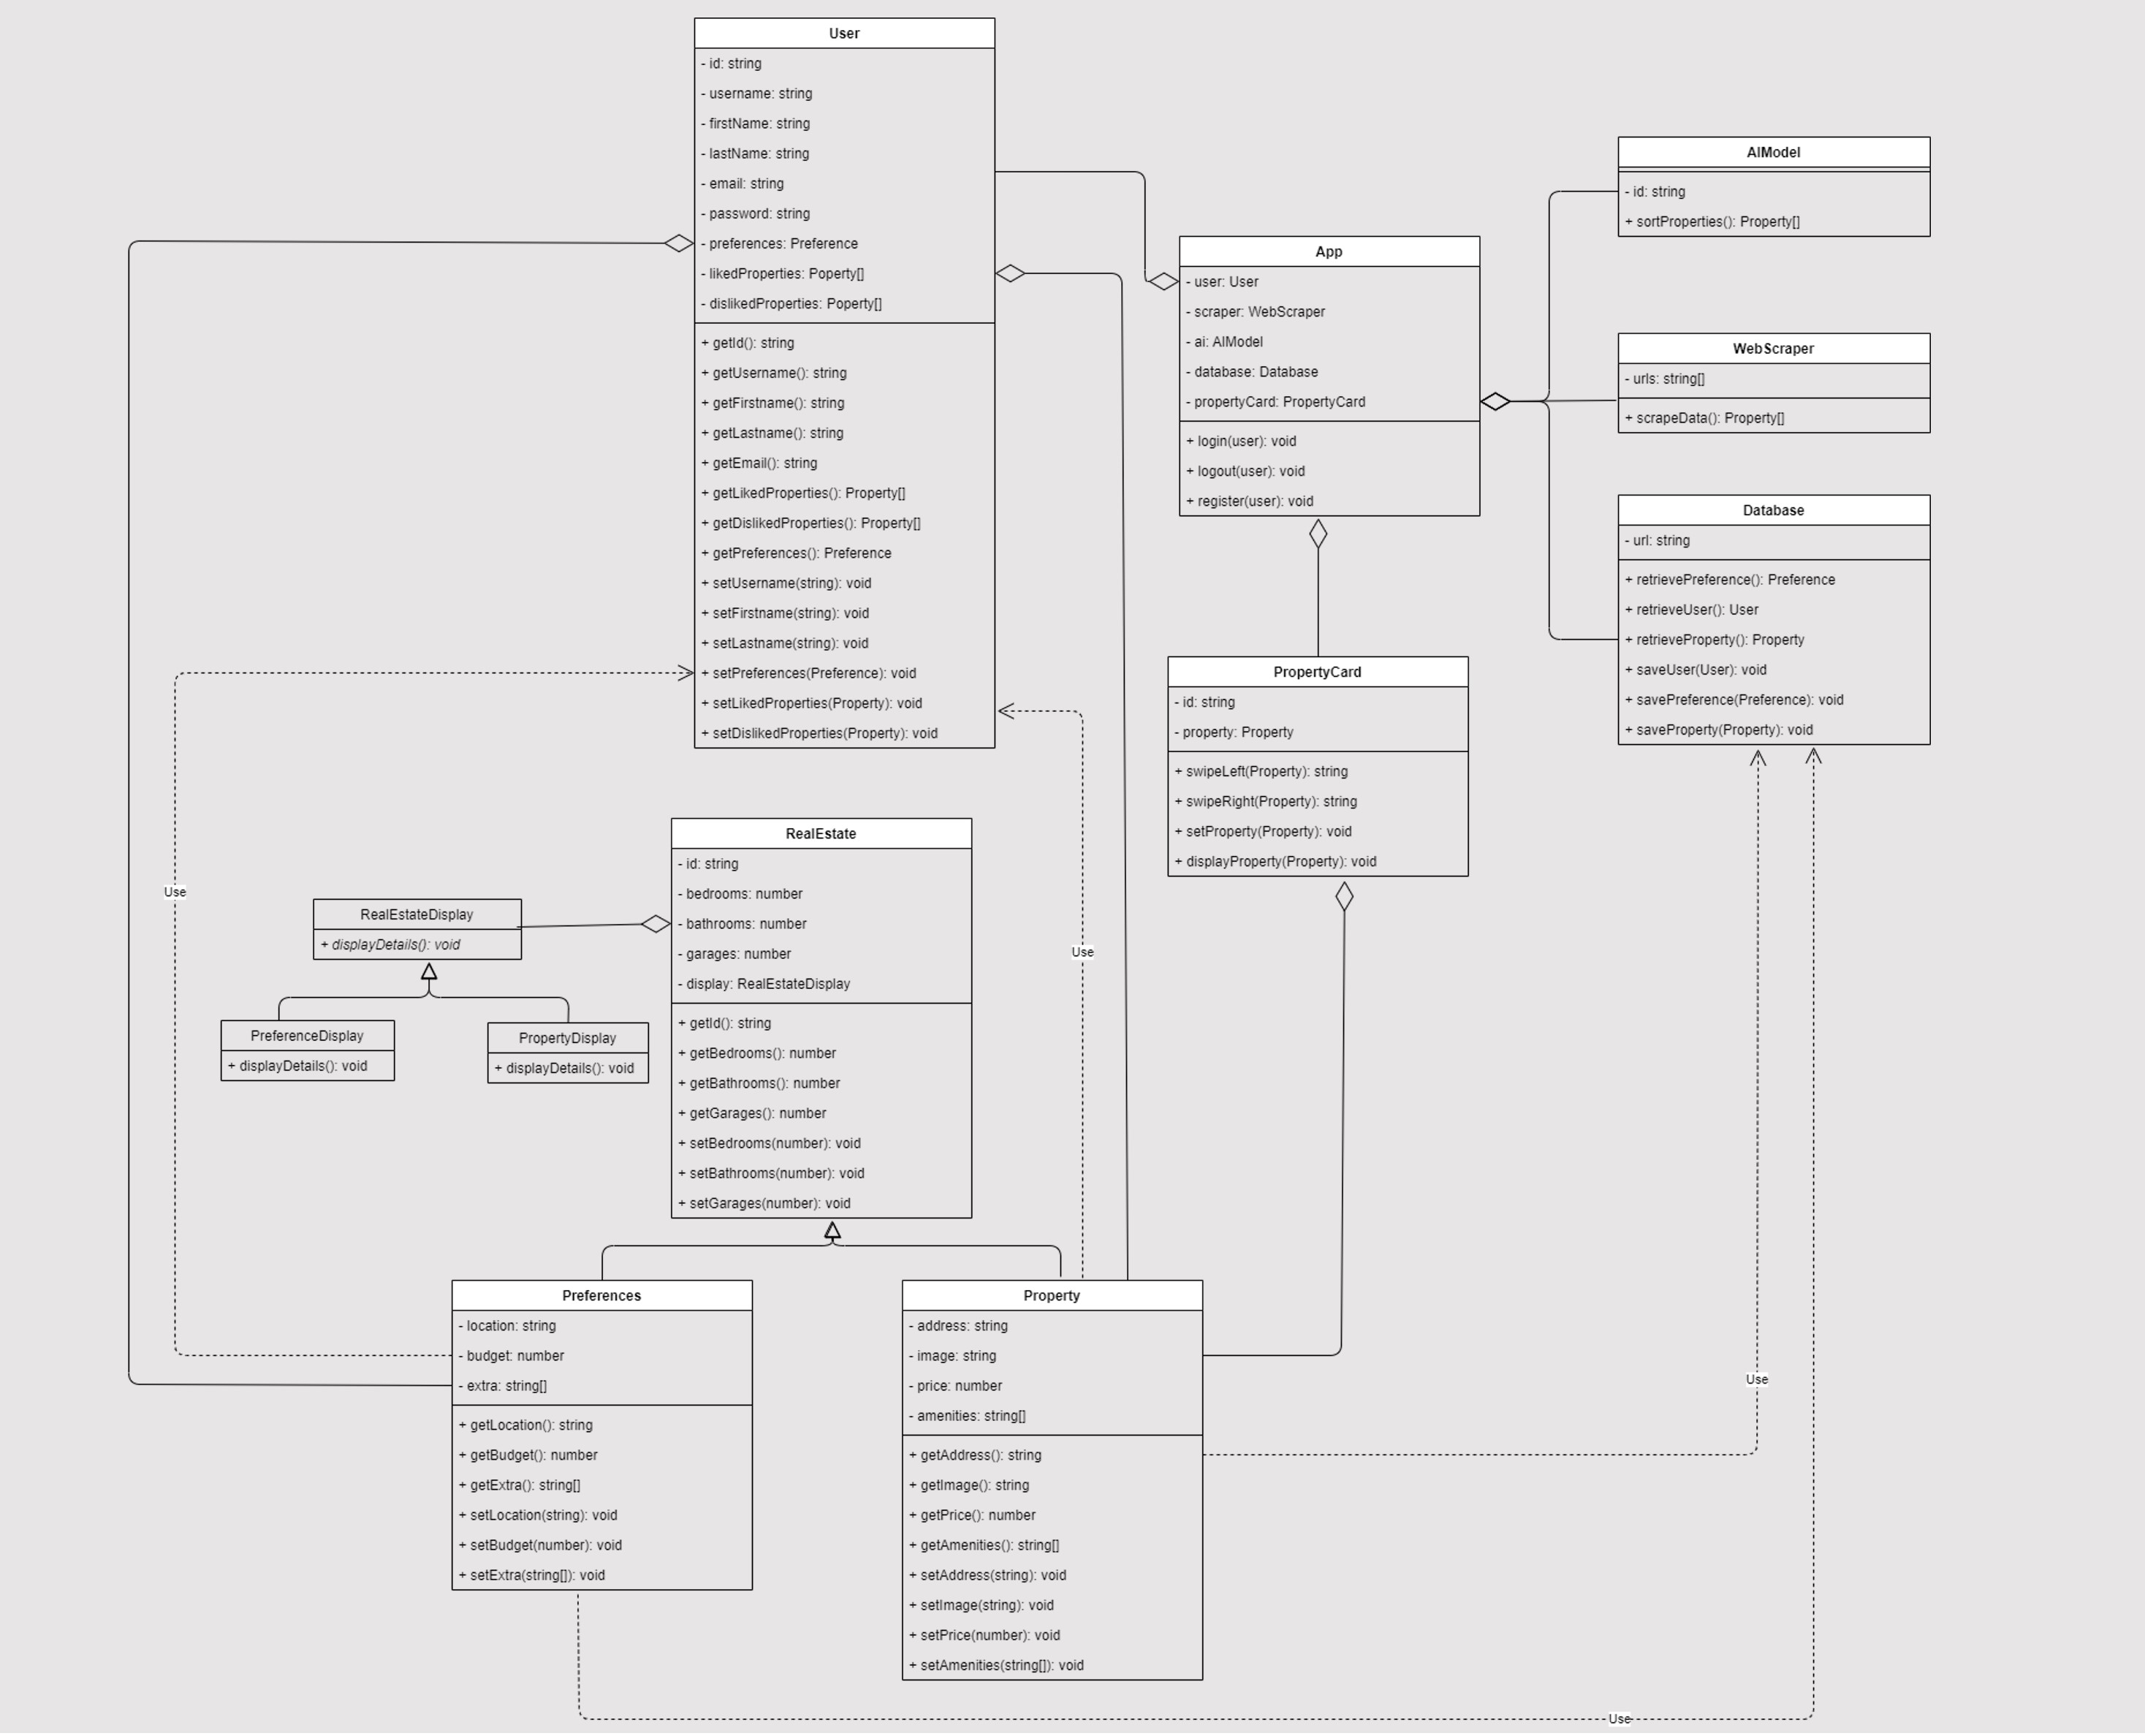 User
- id: string
- username: string
- firstName: string
- lastName: string
- email: string
- password: string
- preferences: Preference
- likedProperties: Poperty[]
- dislikedProperties: Poperty[]
+ getId(): string
+ getUsername(): string
+ getFirstname(): string
+ getLastname(): string
+ getEmail(): string
+ getLikedProperties(): Property[]
+ getDislikedProperties(): Property[]
+ getPreferences(): Preference
+ setUsername(string): void
+ setFirstname(string): void
+ setLastname(string): void
+ setPreferences(Preference): void
+ setLikedProperties(Property): void
+ setDislikedProperties(Property): void
App
- user: User
- scraper: WebScraper
- ai: AIModel
- database: Database
- propertyCard: PropertyCard
+ login(user): void
+ logout(user): void
+ register(user): void
AIModel
- id: string
+ sortProperties(): Property[]
WebScraper
- urls: string[]
+ scrapeData(): Property[]
Database
- url: string
+ retrievePreference(): Preference
+ retrieveUser(): User
+ retrieveProperty(): Property
+ saveUser(User): void
+ savePreference(Preference): void
+ saveProperty(Property): void
PropertyCard
- id: string
- property: Property
+ swipeLeft(Property): string
+ swipeRight(Property): string
+ setProperty(Property): void
+ displayProperty(Property): void
RealEstate
- id: string
- bedrooms: number
- bathrooms: number
- garages: number
- display: RealEstateDisplay
+ getId(): string
+ getBedrooms(): number
+ getBathrooms(): number
+ getGarages(): number
+ setBedrooms(number): void
+ setBathrooms(number): void
+ setGarages(number): void
Use
RealEstateDisplay
+ displayDetails(): void
PreferenceDisplay
+ displayDetails(): void
PropertyDisplay
+ displayDetails(): void
Use
Preferences
- location: string
- budget: number
- extra: string[]
+ getLocation(): string
+ getBudget(): number
+ getExtra(): string[]
+ setLocation(string): void
+ setBudget(number): void
+ setExtra(string[]): void
Property
- address: string
- image: string
- price: number
- amenities: string[]
+ getAddress(): string
+ getImage(): string
+ getPrice(): number
+ getAmenities(): string[]
+ setAddress(string): void
+ setImage(string): void
+ setPrice(number): void
+ setAmenities(string[]): void
Use
Use